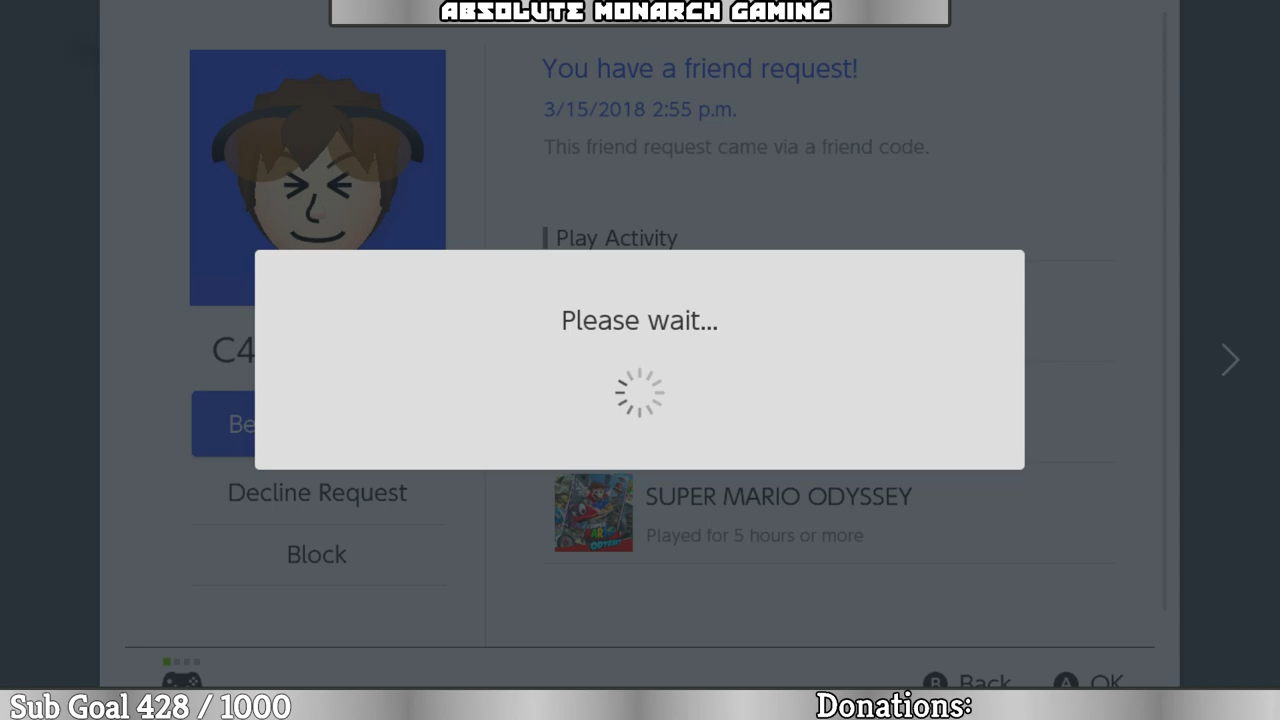 ABSOLUTE MONARCH GAMING
You have a friend request!
3/15/2018 2:55 p.m.
This friend request came via a friend code.
Play Activity
Please wait...
C4
Be
Decline Request
Block
SUPER MARIO ODYSSEY
Played for 5 hours or more
B Back
A OK
Sub Goal 428 / 1000
Donations: